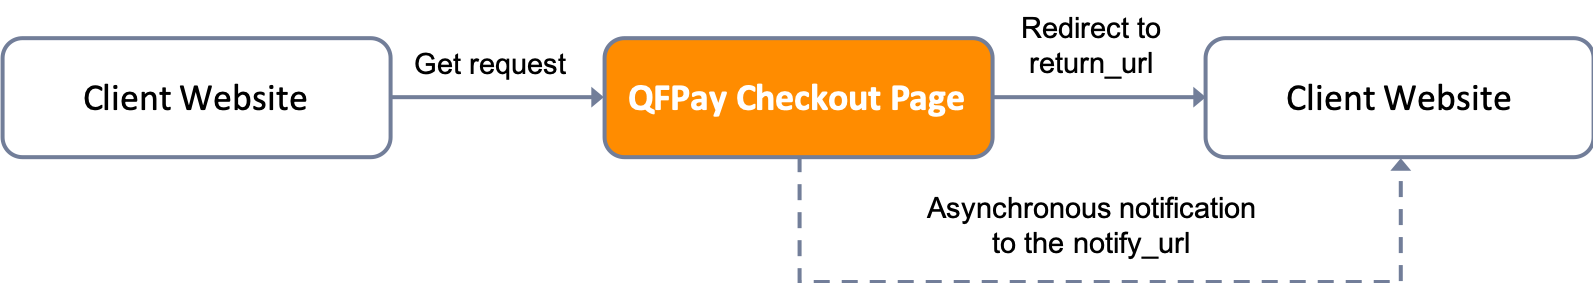 Client Website
Get request
QFPay Checkout Page
Redirect to
return_url
Client Website
Asynchronous notification
to the notify_url